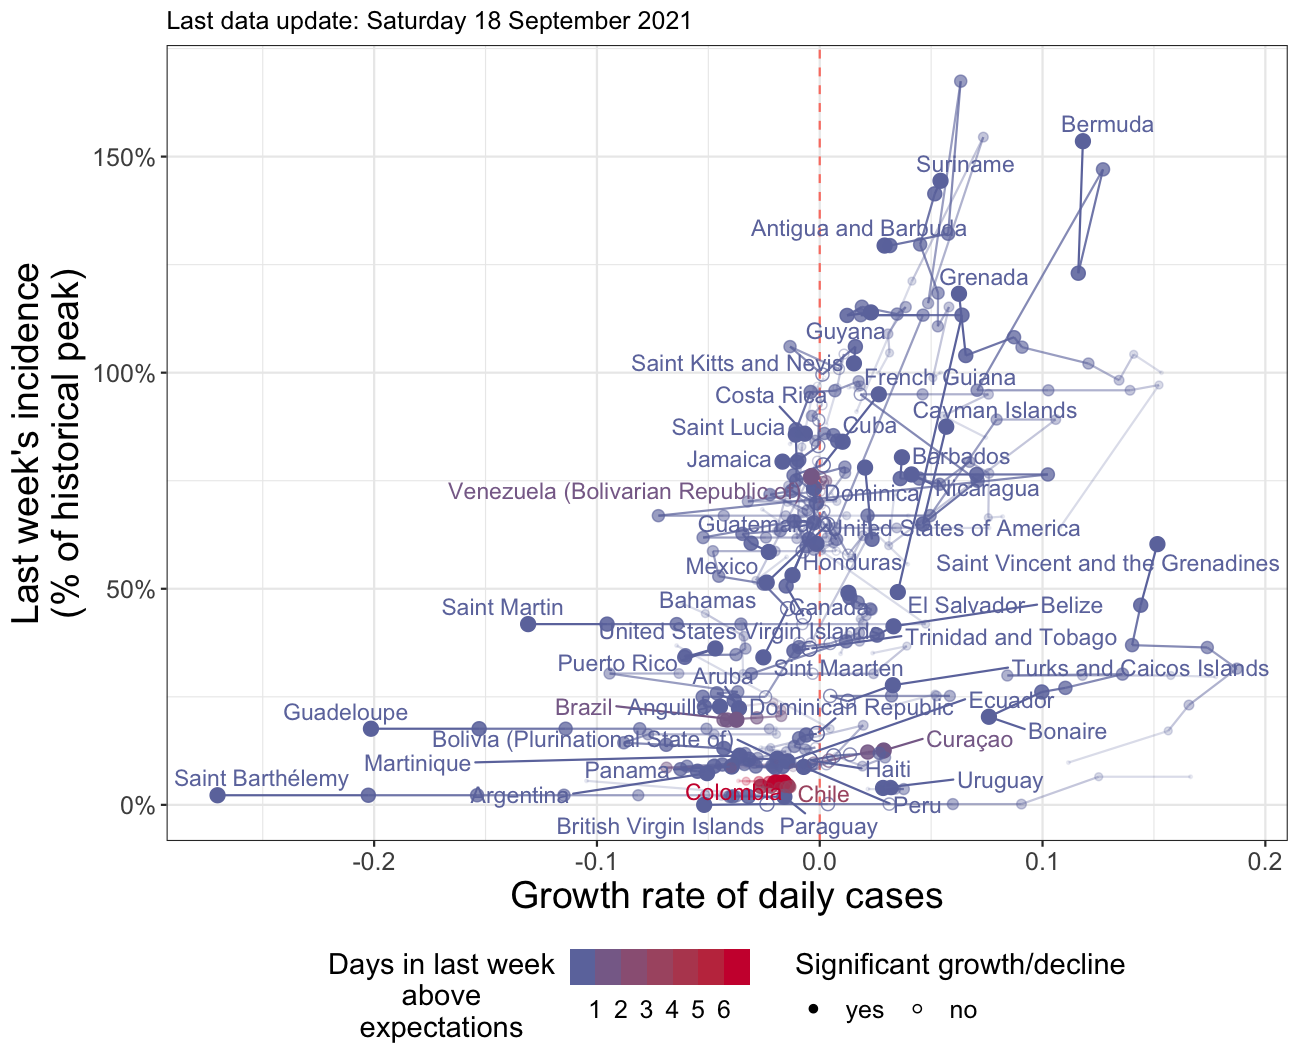 Last data update: Saturday 18 September 2021
Last week's incidence
(% of historical peak)
150%
100%
50%
0%
Bermuda
Suriname
Antigua and Barbuda
Grenada
Guyana
Saint Kitts and Nevis
French Guiana
Costa Rica
Cayman Islands
Saint Lucia
Cuba
Jamaica
Barbados
Venezuela (Bolivarian Republic of)
Dominica
Nicaragua
Guatemala
United States of America
Mexico
Honduras
Saint Vincent and the Grenadines
Bahamas
Canada
El Salvador
Belize
Saint Martin
United States Virgin Islands
Trinidad and Tobago
Puerto Rico
Sint Maarten
Turks and Caicos Islands
Aruba
Brazil
Anguilla
Dominican Republic
Ecuador
Guadeloupe
Bonaire
Bolivia (Plurinational State of)
Curaçao
Martinique
Panama
Haiti
Saint Barthélemy
Uruguay
Argentina
Colombia
Chile
Peru
British Virgin Islands
Paraguay
-0.2
-0.1
0.0
0.1
0.2
Growth rate of daily cases
Days in last week
above
expectations
1 2 3 4 5 6
Significant growth/decline
yes
no